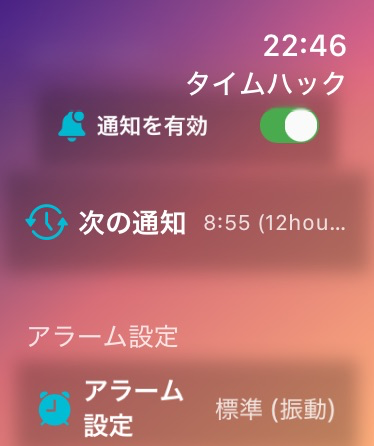 22:46
タイムハック
通知を有効
次の通知 8:55 (12hou…
アラーム設定
アラーム
設定 標準 (振動)